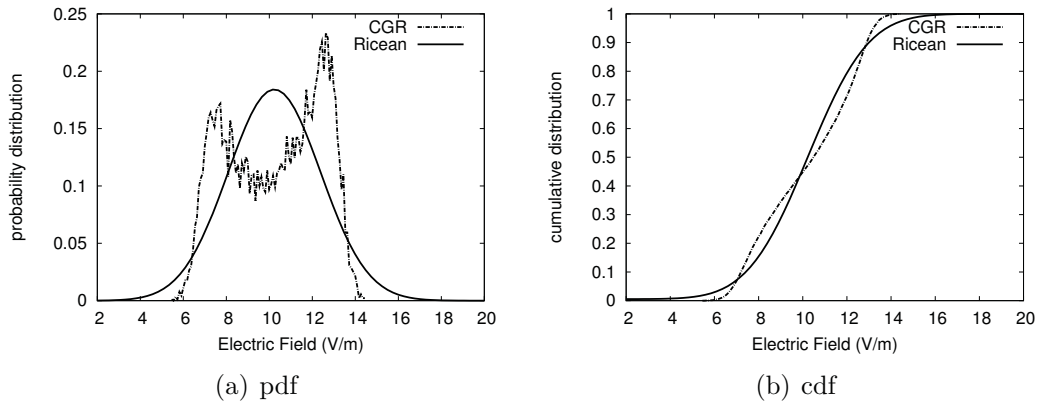 0.25
0.2
0.15
0.1
0.05
0
probability distribution
CGR
Ricean
2 4 6 8 10 12 14 16 18 20
Electric Field (V/m)
(a) pdf
1
0.9
0.8
0.7
0.6
0.5
0.4
0.3
0.2
0.1
0
cumulative distribution
CGR
Ricean
2 4 6 8 10 12 14 16 18 20
Electric Field (V/m)
(b) cdf